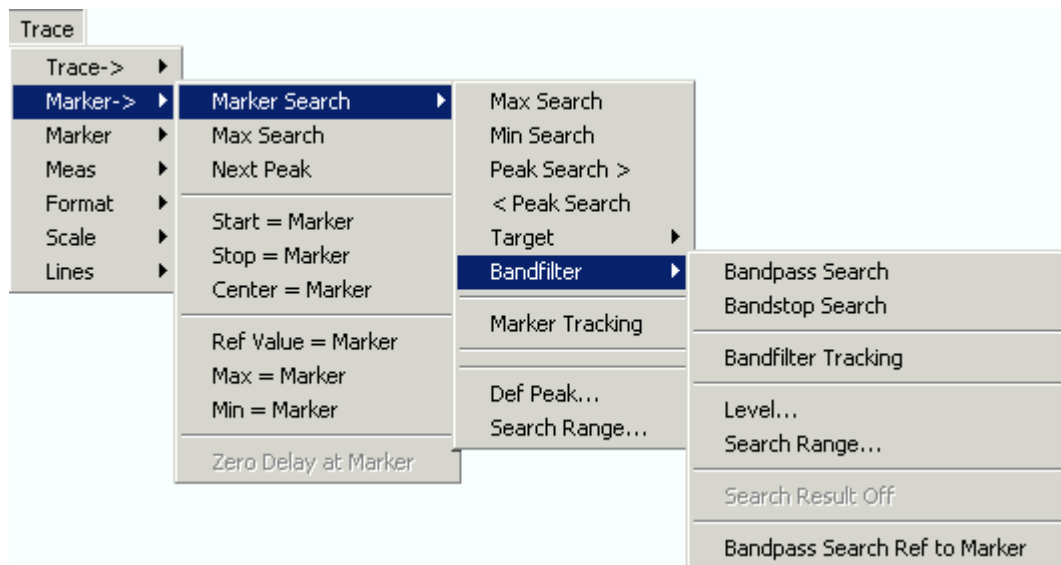 Trace
Trace->
Marker->
Marker
Meas
Format
Scale
Lines
Marker Search
Max Search
Next Peak
Start = Marker
Stop = Marker
Center = Marker
Ref Value = Marker
Max = Marker
Min = Marker
Zero Delay at Marker
Max Search
Min Search
Peak Search >
< Peak Search
Target
Bandfilter
Marker Tracking
Def Peak...
Search Range...
Bandpass Search
Bandstop Search
Bandfilter Tracking
Level...
Search Range...
Search Result Off
Bandpass Search Ref to Marker